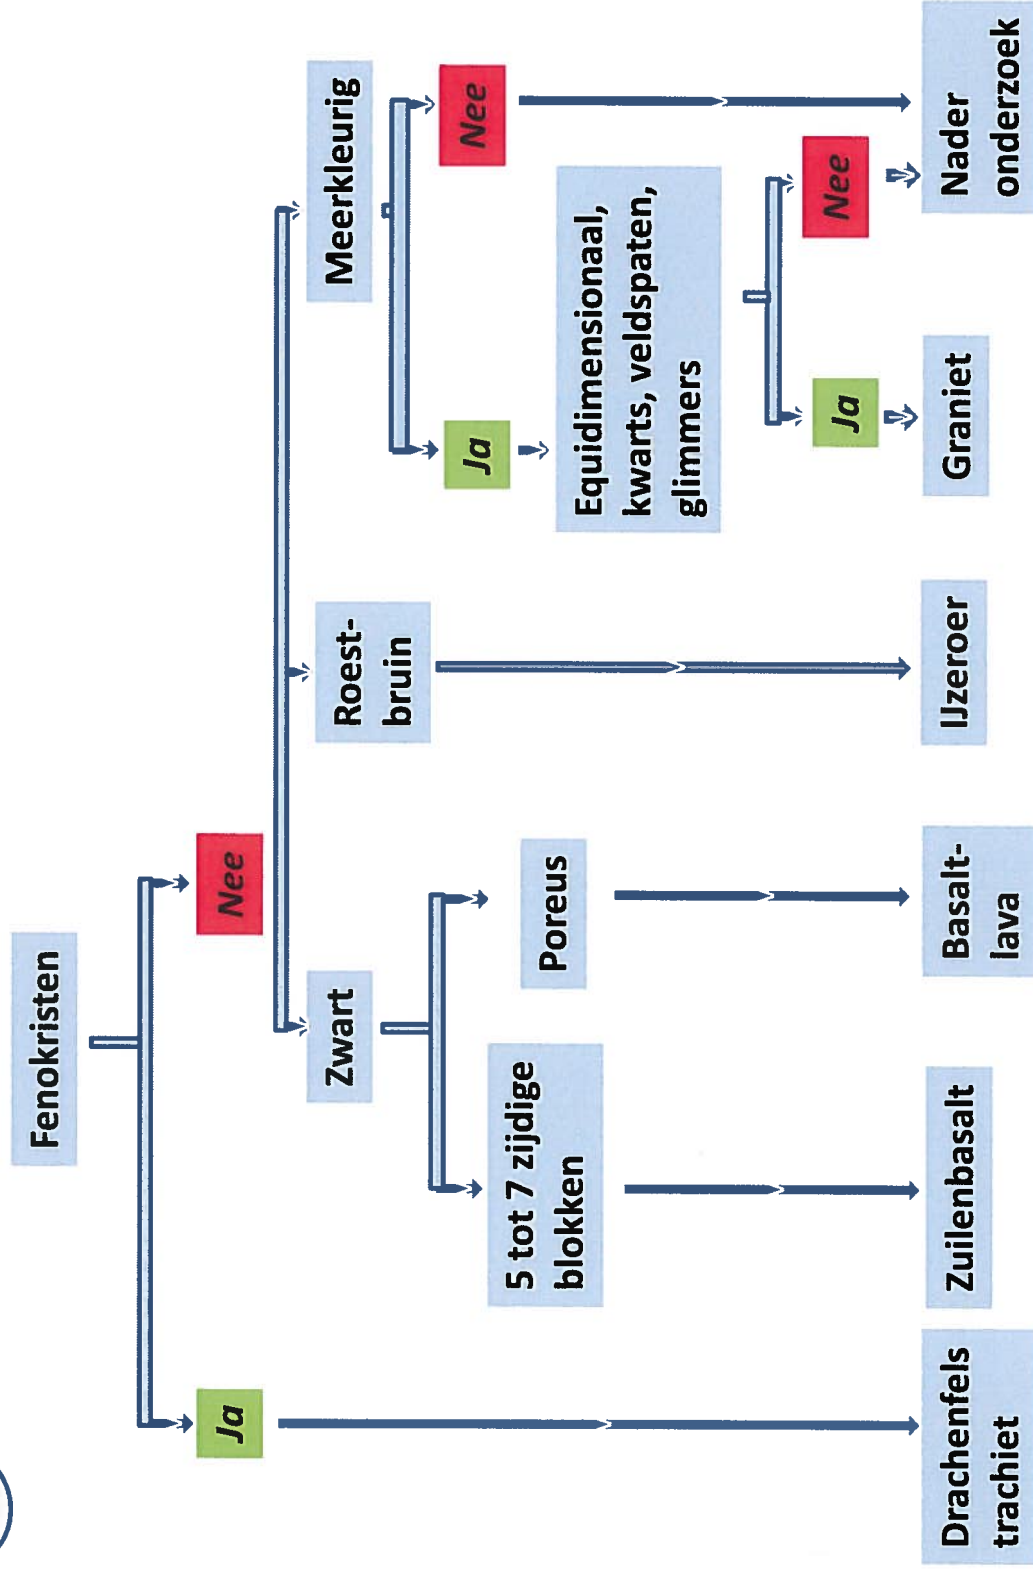 Fenokristen
Ja
Nee
Zwart
Roest-
bruin
Meerkleurig
5 tot 7 zijdige
blokken
Poreus
Ja
Nee
Equidimensionaal,
kwarts, veldspaten,
glimmers
Ja
Nee
Drachenfels
trachiet
Zuilenbasalt
Basalt-
lava
IJzeroer
Graniet
Nader
onderzoek